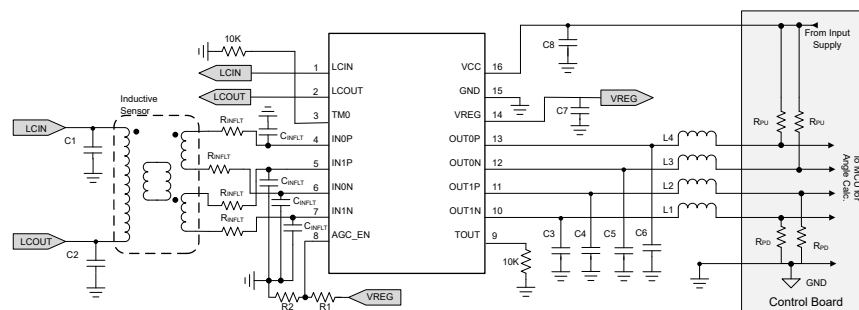 10K
C8
From Input
Supply
LCIN
1
LCIN
VCC
16
LCOUT
2
LCOUT
GND
15
Inductive
Sensor
3
TM0
VREG
14
C7
VREG
RINFLT
CINFLT
4
IN0P
OUT0P
13
L4
RPU
RPU
LCIN
C1
RINFLT
5
IN1P
OUT0N
12
L3
to MCU for
Angle Calc.
CINFLT
6
IN0N
OUT1P
11
L2
RINFLT
CINFLT
RINFLT
7
IN1N
OUT1N
10
L1
CINFLT
8
AGC_EN
TOUT
9
C3
C4
C5
C6
RPD
RPD
LCOUT
C2
10K
GND
R2
R1
VREG
Control Board